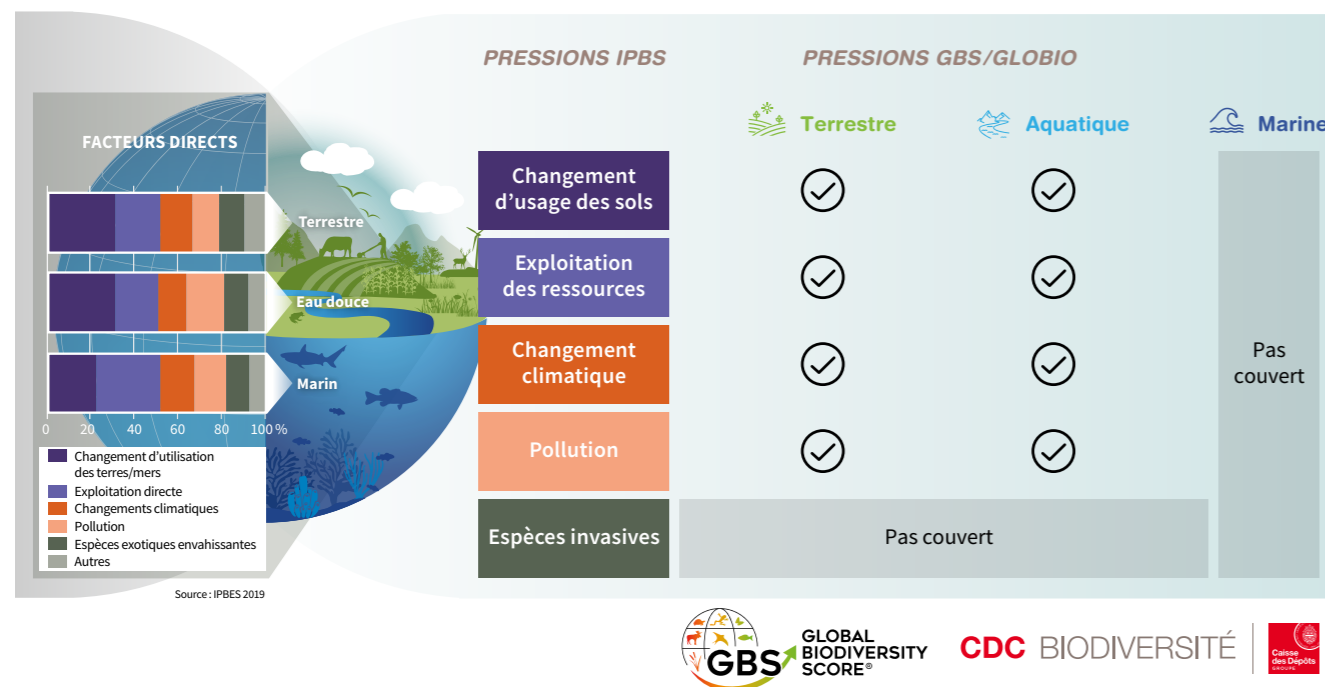 PRESSIONS IPBS
PRESSIONS GBS/GLOBIO
Terrestre
Aquatique
Marine
FACTEURS DIRECTS
Terrestre
Eau douce
Marin
0 20 40 60 80 100 %
Changement d’utilisation
des terres/mers
Exploitation directe
Changements climatiques
Pollution
Espèces exotiques envahissantes
Autres
Source : IPBES 2019
Changement
d’usage des sols
Exploitation
des ressources
Changement
climatique
Pollution
Espèces invasives
Pas couvert
Pas
couvert
GBS
GLOBAL
BIODIVERSITY
SCORE®
CDC BIODIVERSITÉ
Caisse
des Dépôts
GROUPE